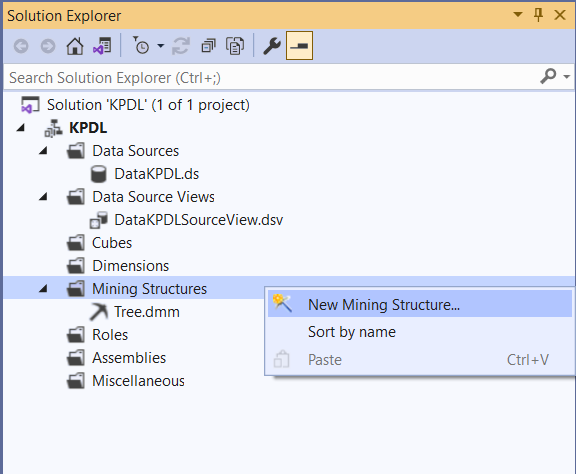 Solution Explorer
Search Solution Explorer (Ctrl+;)
Solution 'KPDL' (1 of 1 project)
KPDL
Data Sources
DataKPDL.ds
Data Source Views
DataKPDLSourceView.dsv
Cubes
Dimensions
Mining Structures
New Mining Structure...
Tree.dmm
Sort by name
Roles
Assemblies
Paste Ctrl+V
Miscellaneous